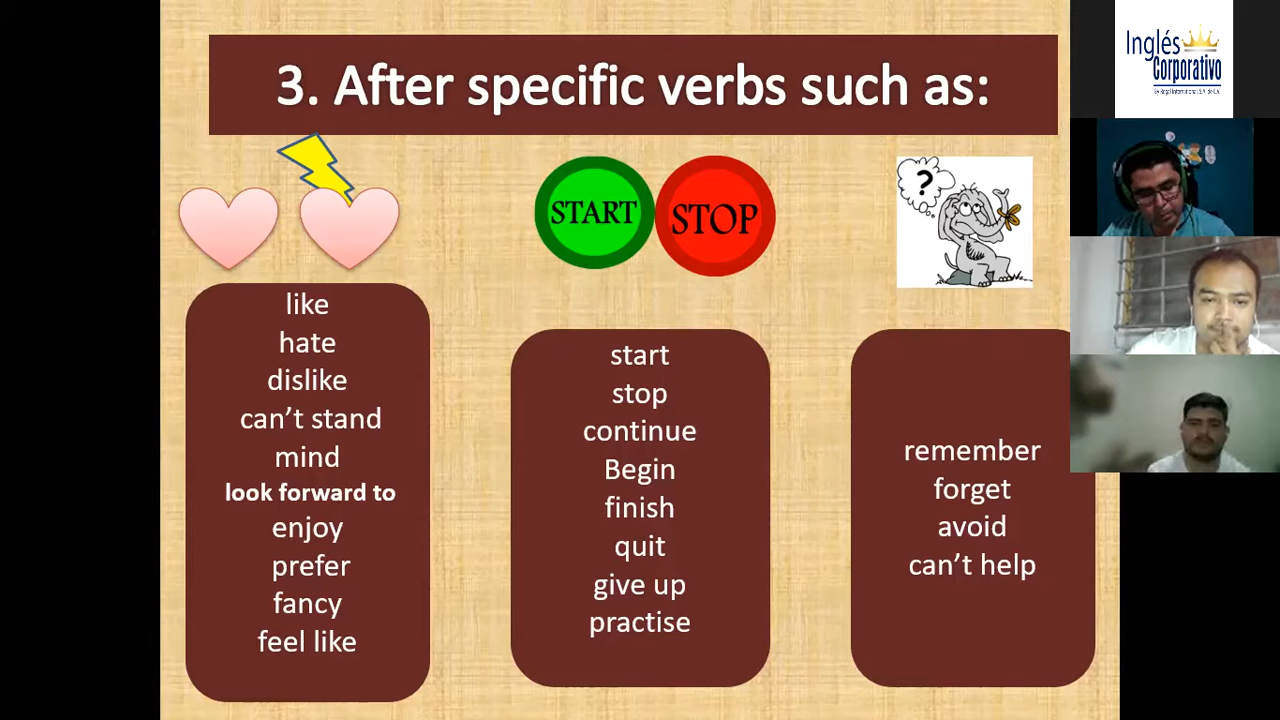 3. After specific verbs such as:
START
STOP
?
like
hate
dislike
can't stand
mind
look forward to
enjoy
prefer
fancy
feel like
start
stop
continue
Begin
finish
quit
give up
practise
remember
forget
avoid
can't help
Inglés
Corporativo